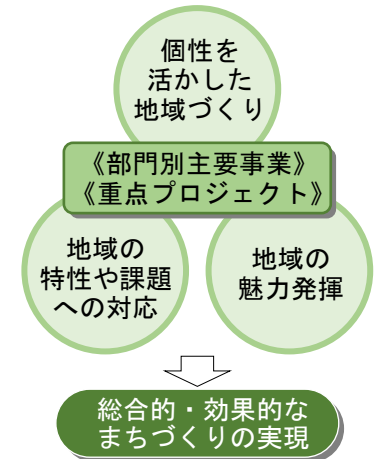 個性を
活かした
地域づくり
《部門別主要事業》
《重点プロジェクト》
地域の
特性や課題
への対応
地域の
魅力発揮
総合的・効果的な
まちづくりの実現